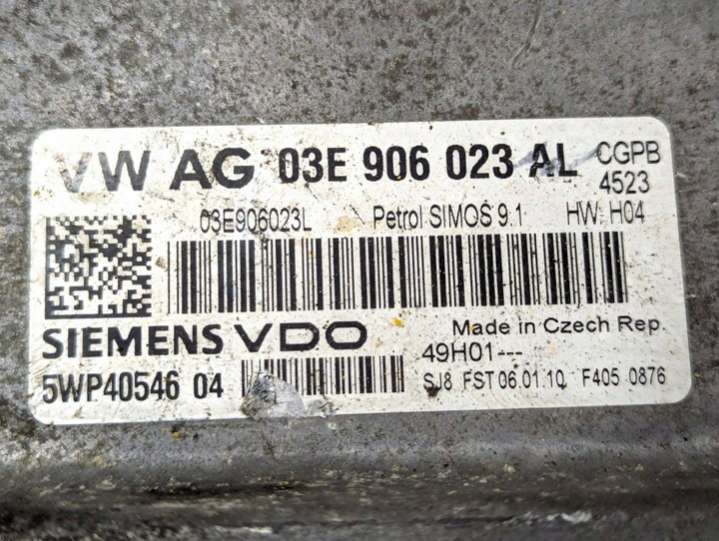 VW AG 03E 906 023 AL CGPB
4523
03E906023L Petrol SIMOS 9.1 HW: H04
SIEMENS VDO Made in Czech Rep.
49H01---
5WP40546 04 SJ8 FST 06.01.10 F405 0876